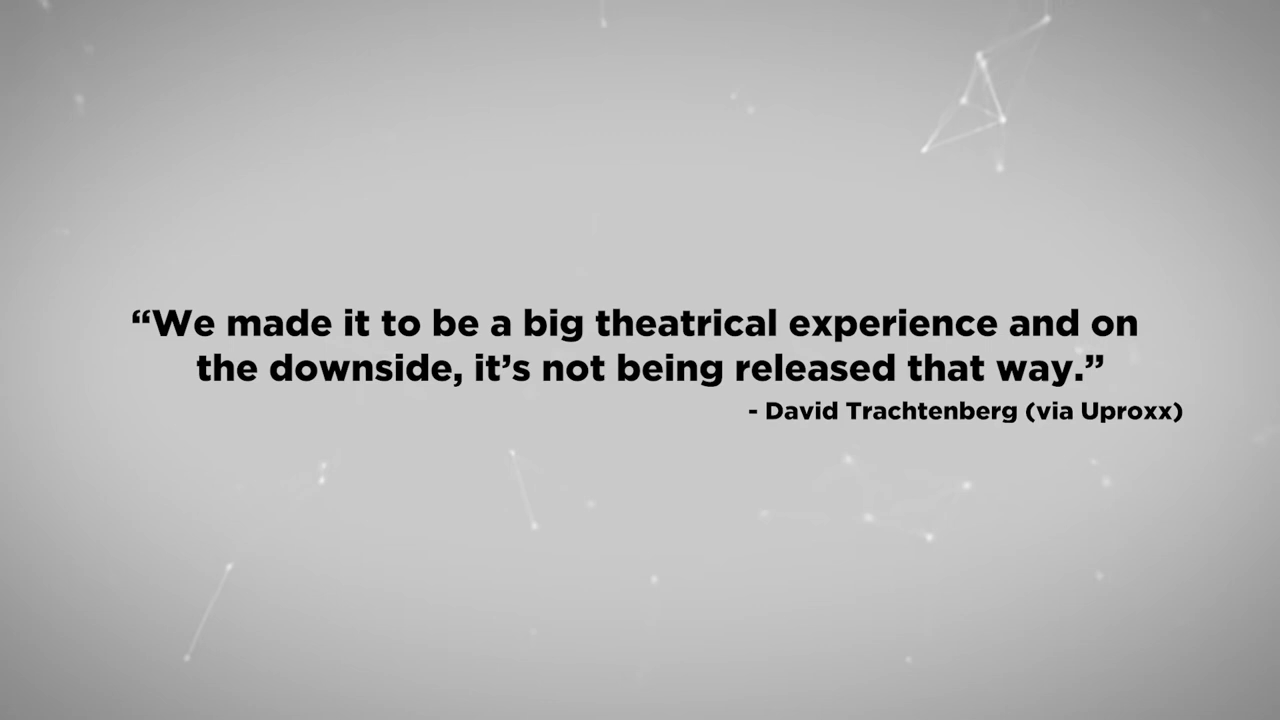 “We made it to be a big theatrical experience and on
the downside, it’s not being released that way.”
- David Trachtenberg (via Uproxx)